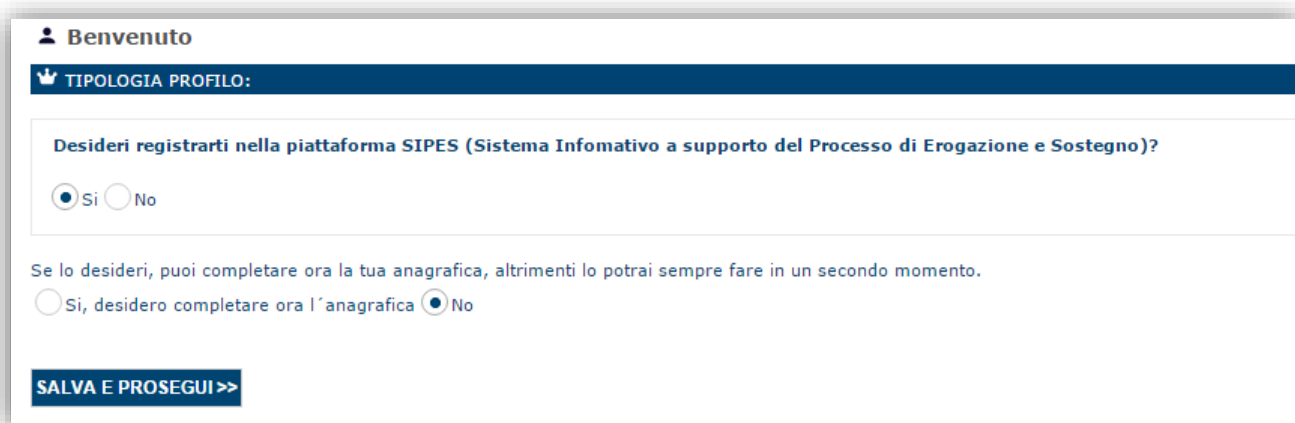 Benvenuto
TIPOLOGIA PROFILO:
Desideri registrarti nella piattaforma SIPES (Sistema Infomativo a supporto del Processo di Erogazione e Sostegno)?
Si No
Se lo desideri, puoi completare ora la tua anagrafica, altrimenti lo potrai sempre fare in un secondo momento.
Si, desidero completare ora l´anagrafica No
SALVA E PROSEGUI>>